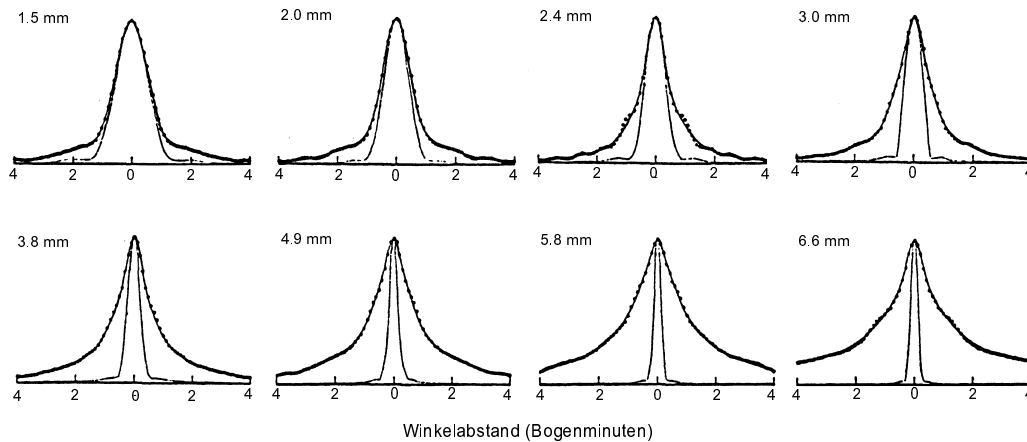 1.5 mm 2.0 mm 2.4 mm 3.0 mm
4 2 0 2 4 4 2 0 2 4 4 2 0 2 4 4 2 0 2 4
3.8 mm 4.9 mm 5.8 mm 6.6 mm
4 2 0 2 4 4 2 0 2 4 4 2 0 2 4 4 2 0 2 4
Winkelabstand (Bogenminuten)